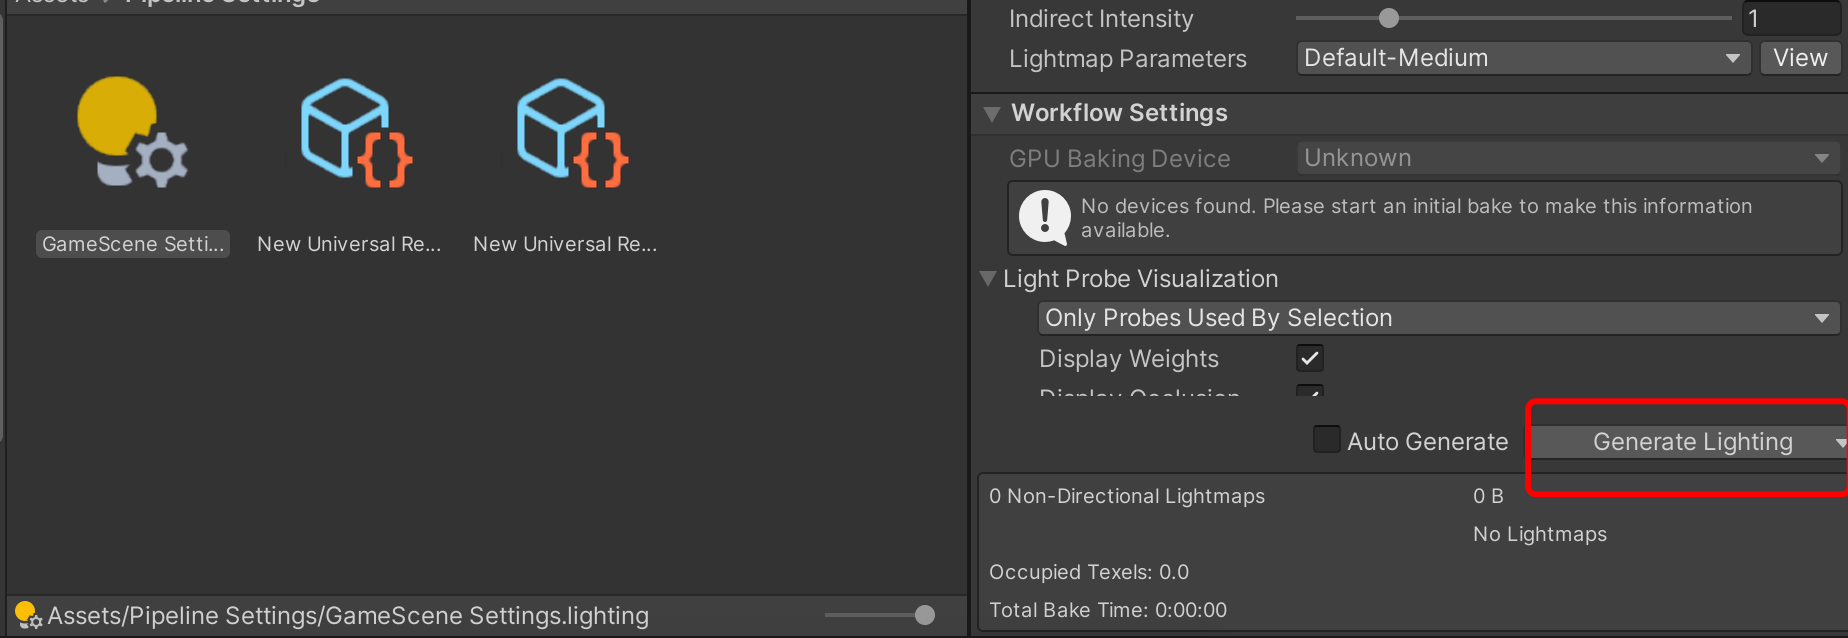 Assets
Pipeline Settings
GameScene Setti...
New Universal Re...
New Universal Re...
Assets/Pipeline Settings/GameScene Settings.lighting
Indirect Intensity
1
Lightmap Parameters
Default-Medium
View
Workflow Settings
GPU Baking Device
Unknown
No devices found. Please start an initial bake to make this information
available.
Light Probe Visualization
Only Probes Used By Selection
Display Weights
Display Occlusion
Auto Generate
Generate Lighting
0 Non-Directional Lightmaps
0 B
No Lightmaps
Occupied Texels: 0.0
Total Bake Time: 0:00:00